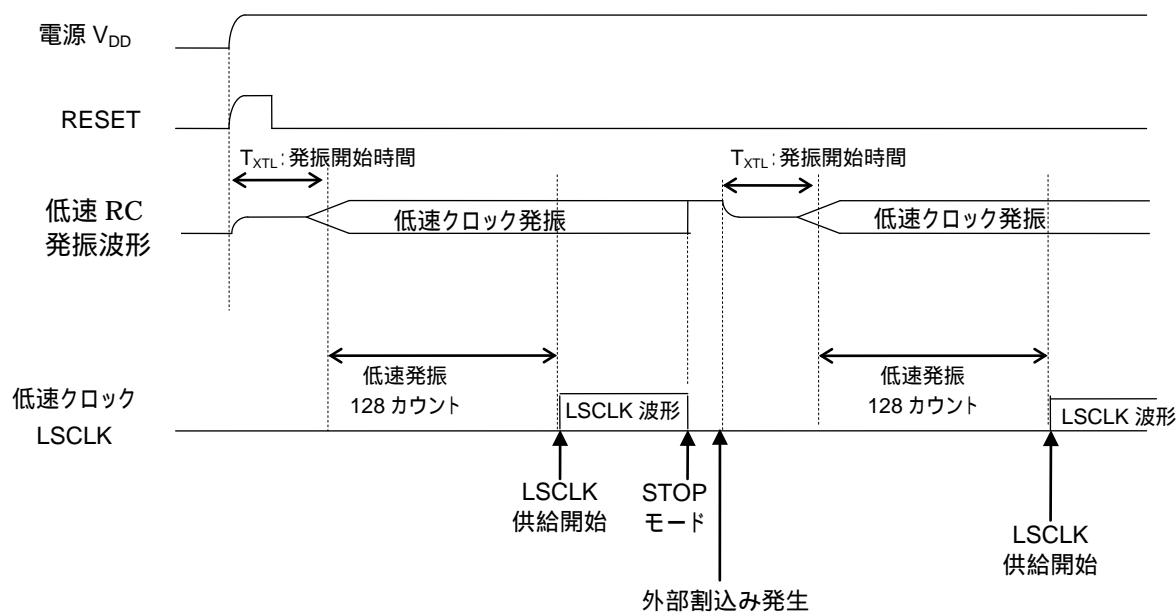 電源 VDD
RESET
TXTL: 発振開始時間
TXTL: 発振開始時間
低速 RC
発振波形
低速クロック発振
低速クロック発振
低速発振
128 カウント
低速発振
128 カウント
低速クロック
LSCLK
LSCLK 波形
LSCLK 波形
LSCLK
供給開始
STOP
モード
LSCLK
供給開始
外部割込み発生